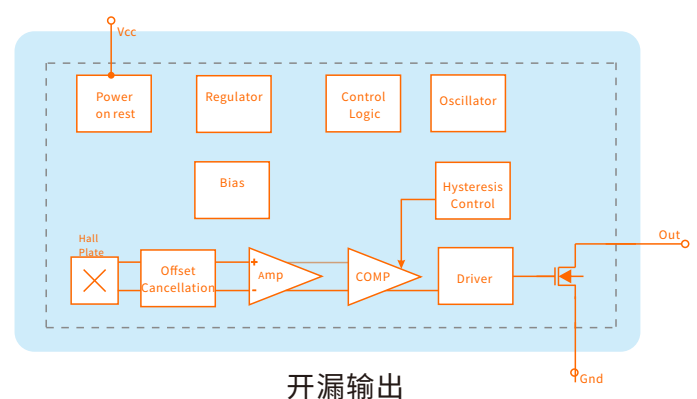 Vcc
Power
on rest
Regulator
Control
Logic
Oscillator
Bias
Hysteresis
Control
Hall
Plate
Offset
Cancellation
+
-
Amp
COMP
Driver
Out
Gnd
开漏输出